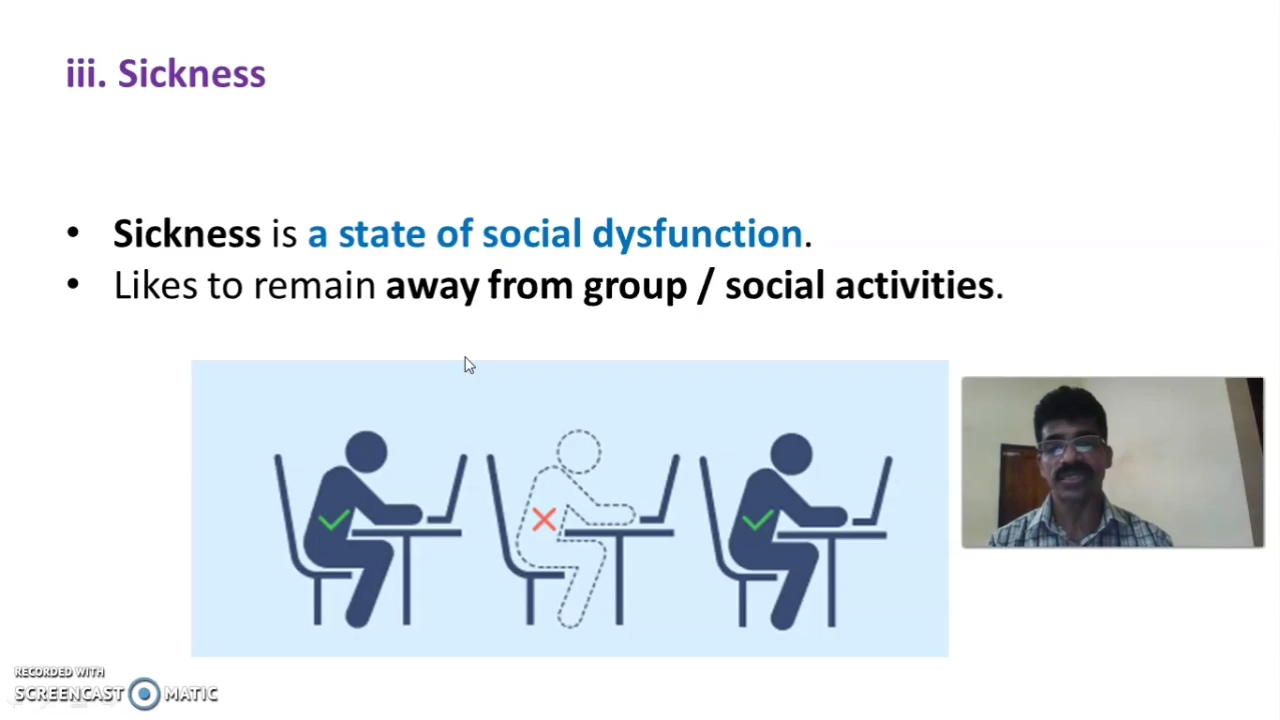 iii. Sickness
• Sickness is a state of social dysfunction.
• Likes to remain away from group / social activities.
RECORDED WITH
SCREENCAST MATIC